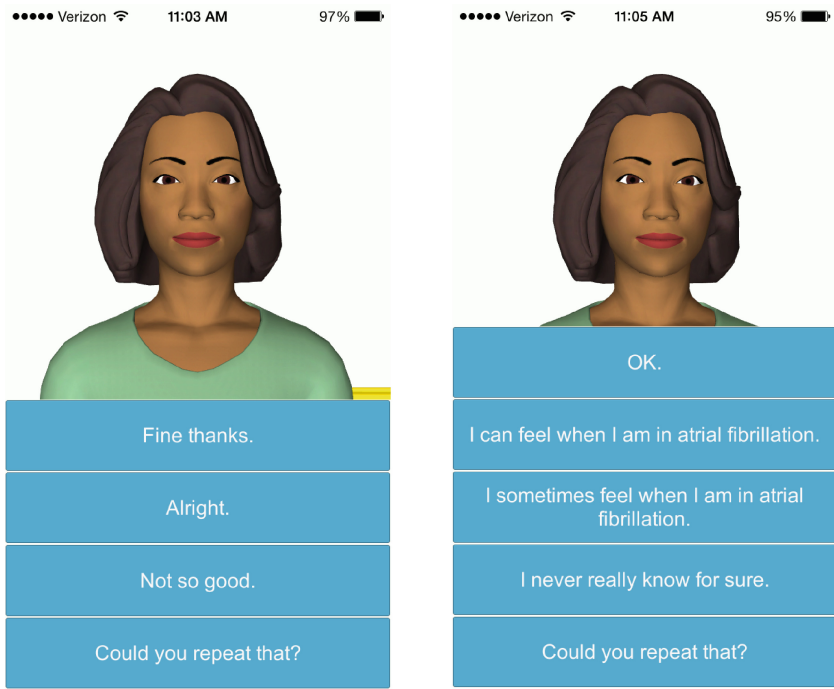 Verizon 11:03 AM 97%
Fine thanks.
Alright.
Not so good.
Could you repeat that?
Verizon 11:05 AM 95%
OK.
I can feel when I am in atrial fibrillation.
I sometimes feel when I am in atrial
fibrillation.
I never really know for sure.
Could you repeat that?